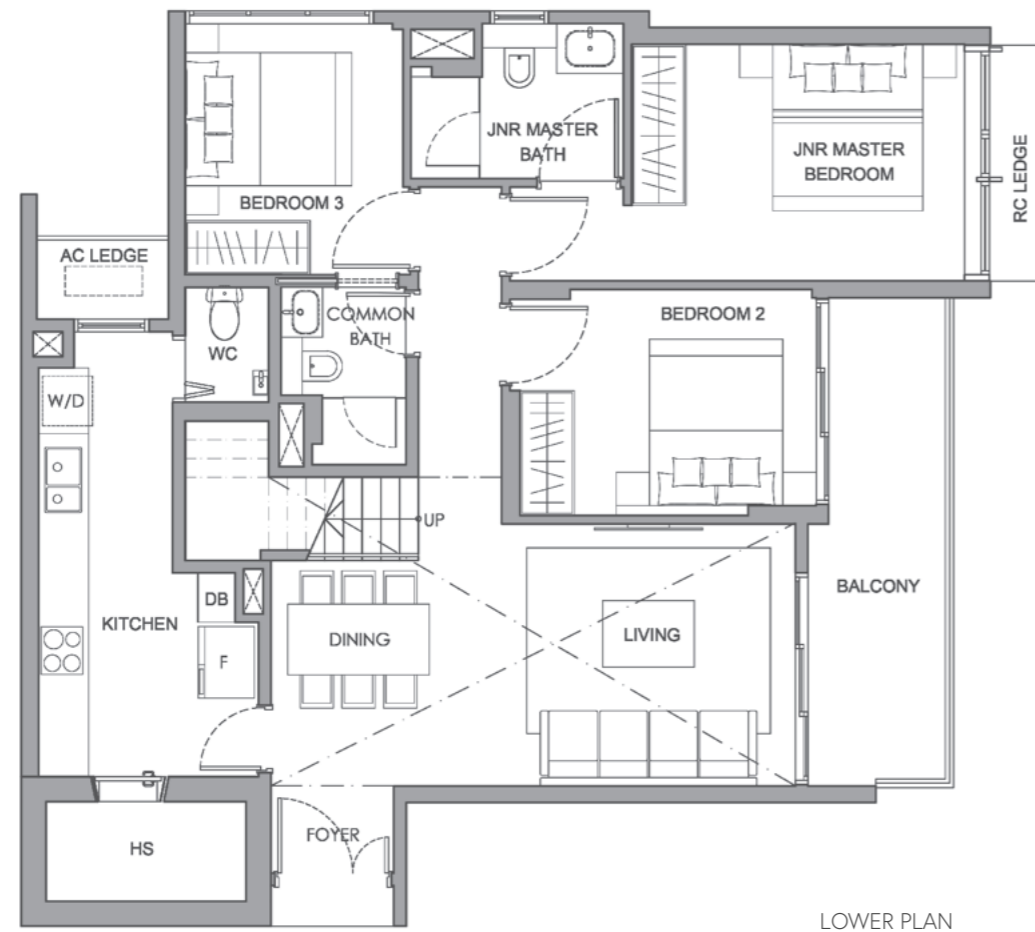 JNR MASTER
BATH
JNR MASTER
BEDROOM
RC LEDGE
BEDROOM 3
AC LEDGE
COMMON
BATH
BEDROOM 2
WC
W/D
UP
BALCONY
DB
KITCHEN
DINING
LIVING
F
FOYER
HS
LOWER PLAN